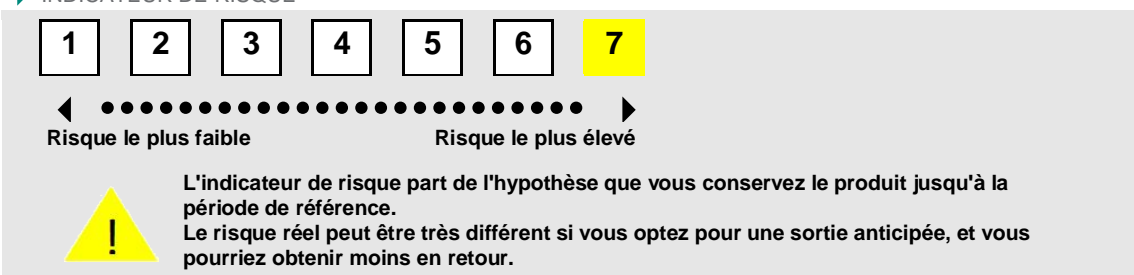 INDICATEUR DE RISQUE
1 2 3 4 5 6 7
Risque le plus faible Risque le plus élevé
L'indicateur de risque part de l'hypothèse que vous conservez le produit jusqu'à la
période de référence.
Le risque réel peut être très différent si vous optez pour une sortie anticipée, et vous
pourriez obtenir moins en retour.
!